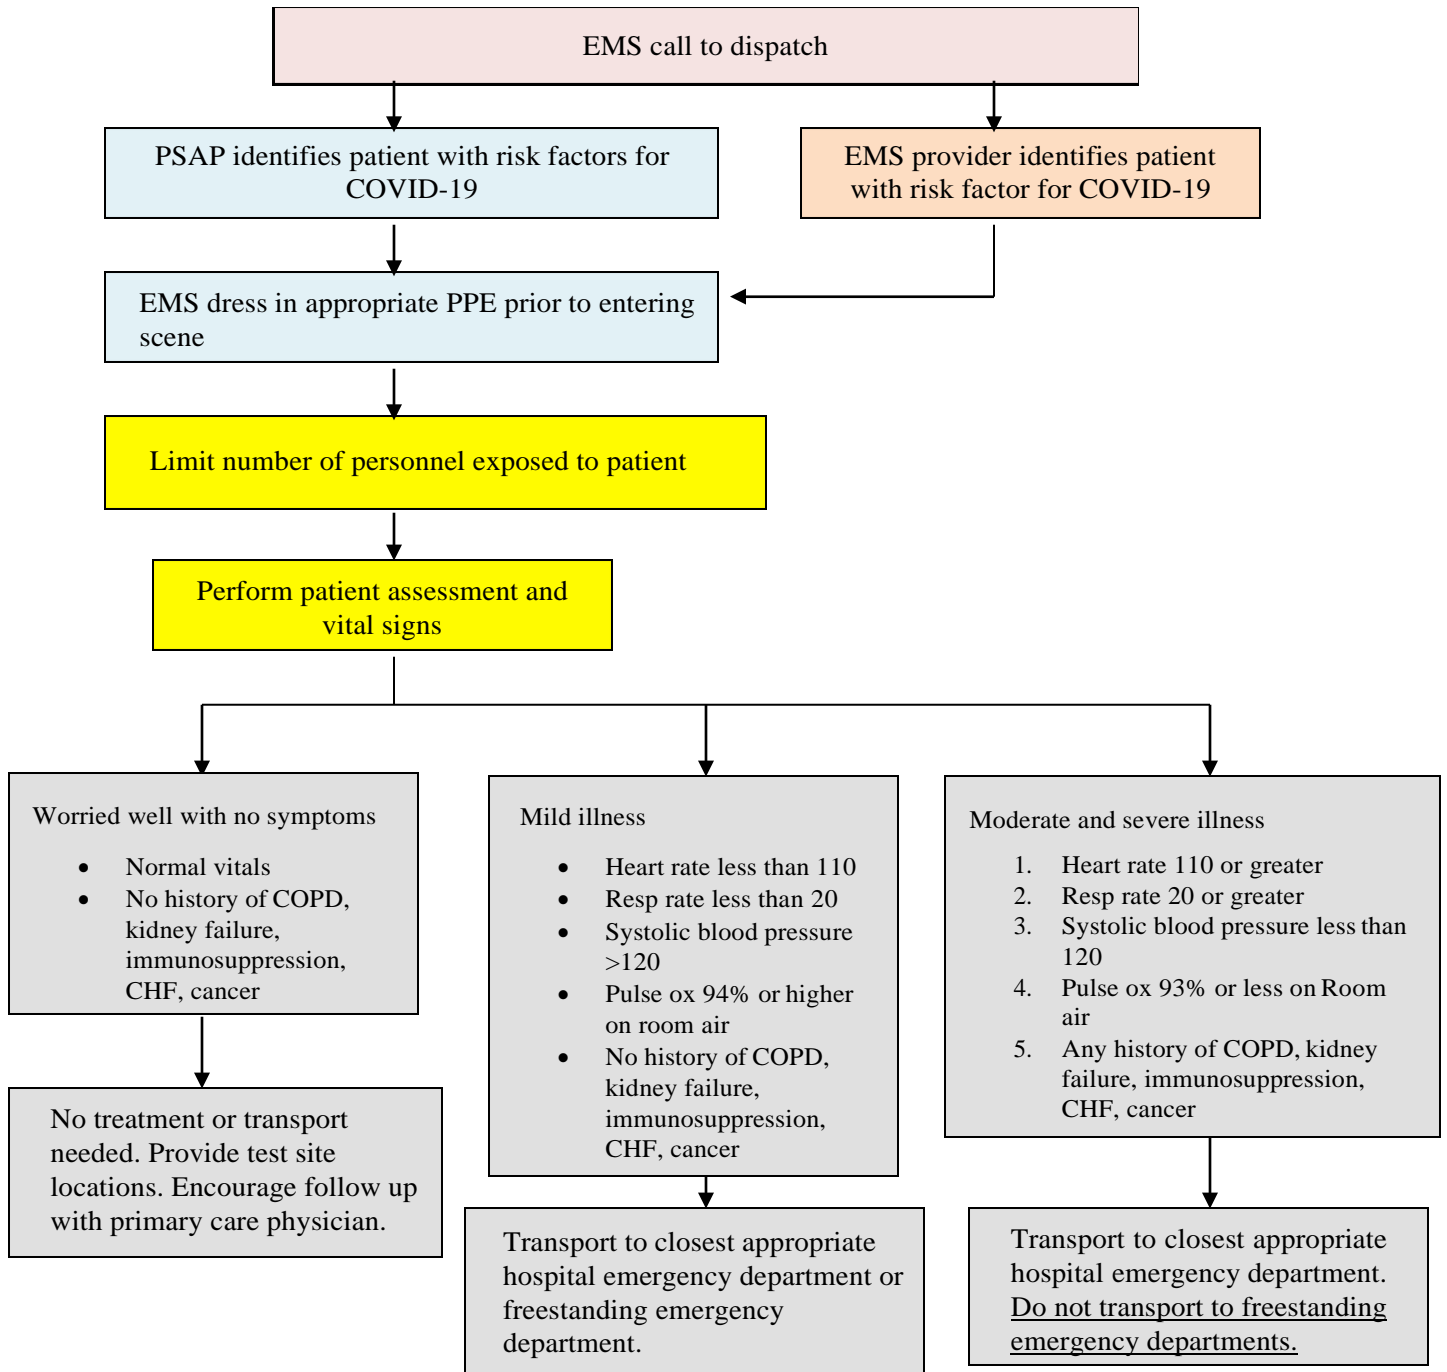 EMS call to dispatch
PSAP identifies patient with risk factors for
COVID-19
EMS provider identifies patient
with risk factor for COVID-19
EMS dress in appropriate PPE prior to entering
scene
Limit number of personnel exposed to patient
Perform patient assessment and
vital signs
Worried well with no symptoms
• Normal vitals
• No history of COPD,
kidney failure,
immunosuppression,
CHF, cancer
No treatment or transport
needed. Provide test site
locations. Encourage follow up
with primary care physician.
Mild illness
• Heart rate less than 110
• Resp rate less than 20
• Systolic blood pressure
>120
• Pulse ox 94% or higher
on room air
• No history of COPD,
kidney failure,
immunosuppression,
CHF, cancer
Transport to closest appropriate
hospital emergency department or
freestanding emergency
department.
Moderate and severe illness
1. Heart rate 110 or greater
2. Resp rate 20 or greater
3. Systolic blood pressure less than
120
4. Pulse ox 93% or less on Room
air
5. Any history of COPD, kidney
failure, immunosuppression,
CHF, cancer
Transport to closest appropriate
hospital emergency department.
Do not transport to freestanding
emergency departments.